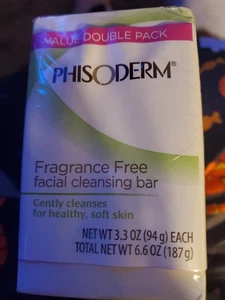 VALUE DOUBLE PACK
PHISODERM®
Fragrance Free
facial cleansing bar
Gently cleanses
for healthy, soft skin
NET WT 3.3 OZ (94 g) EACH
TOTAL NET WT 6.6 OZ (187 g)